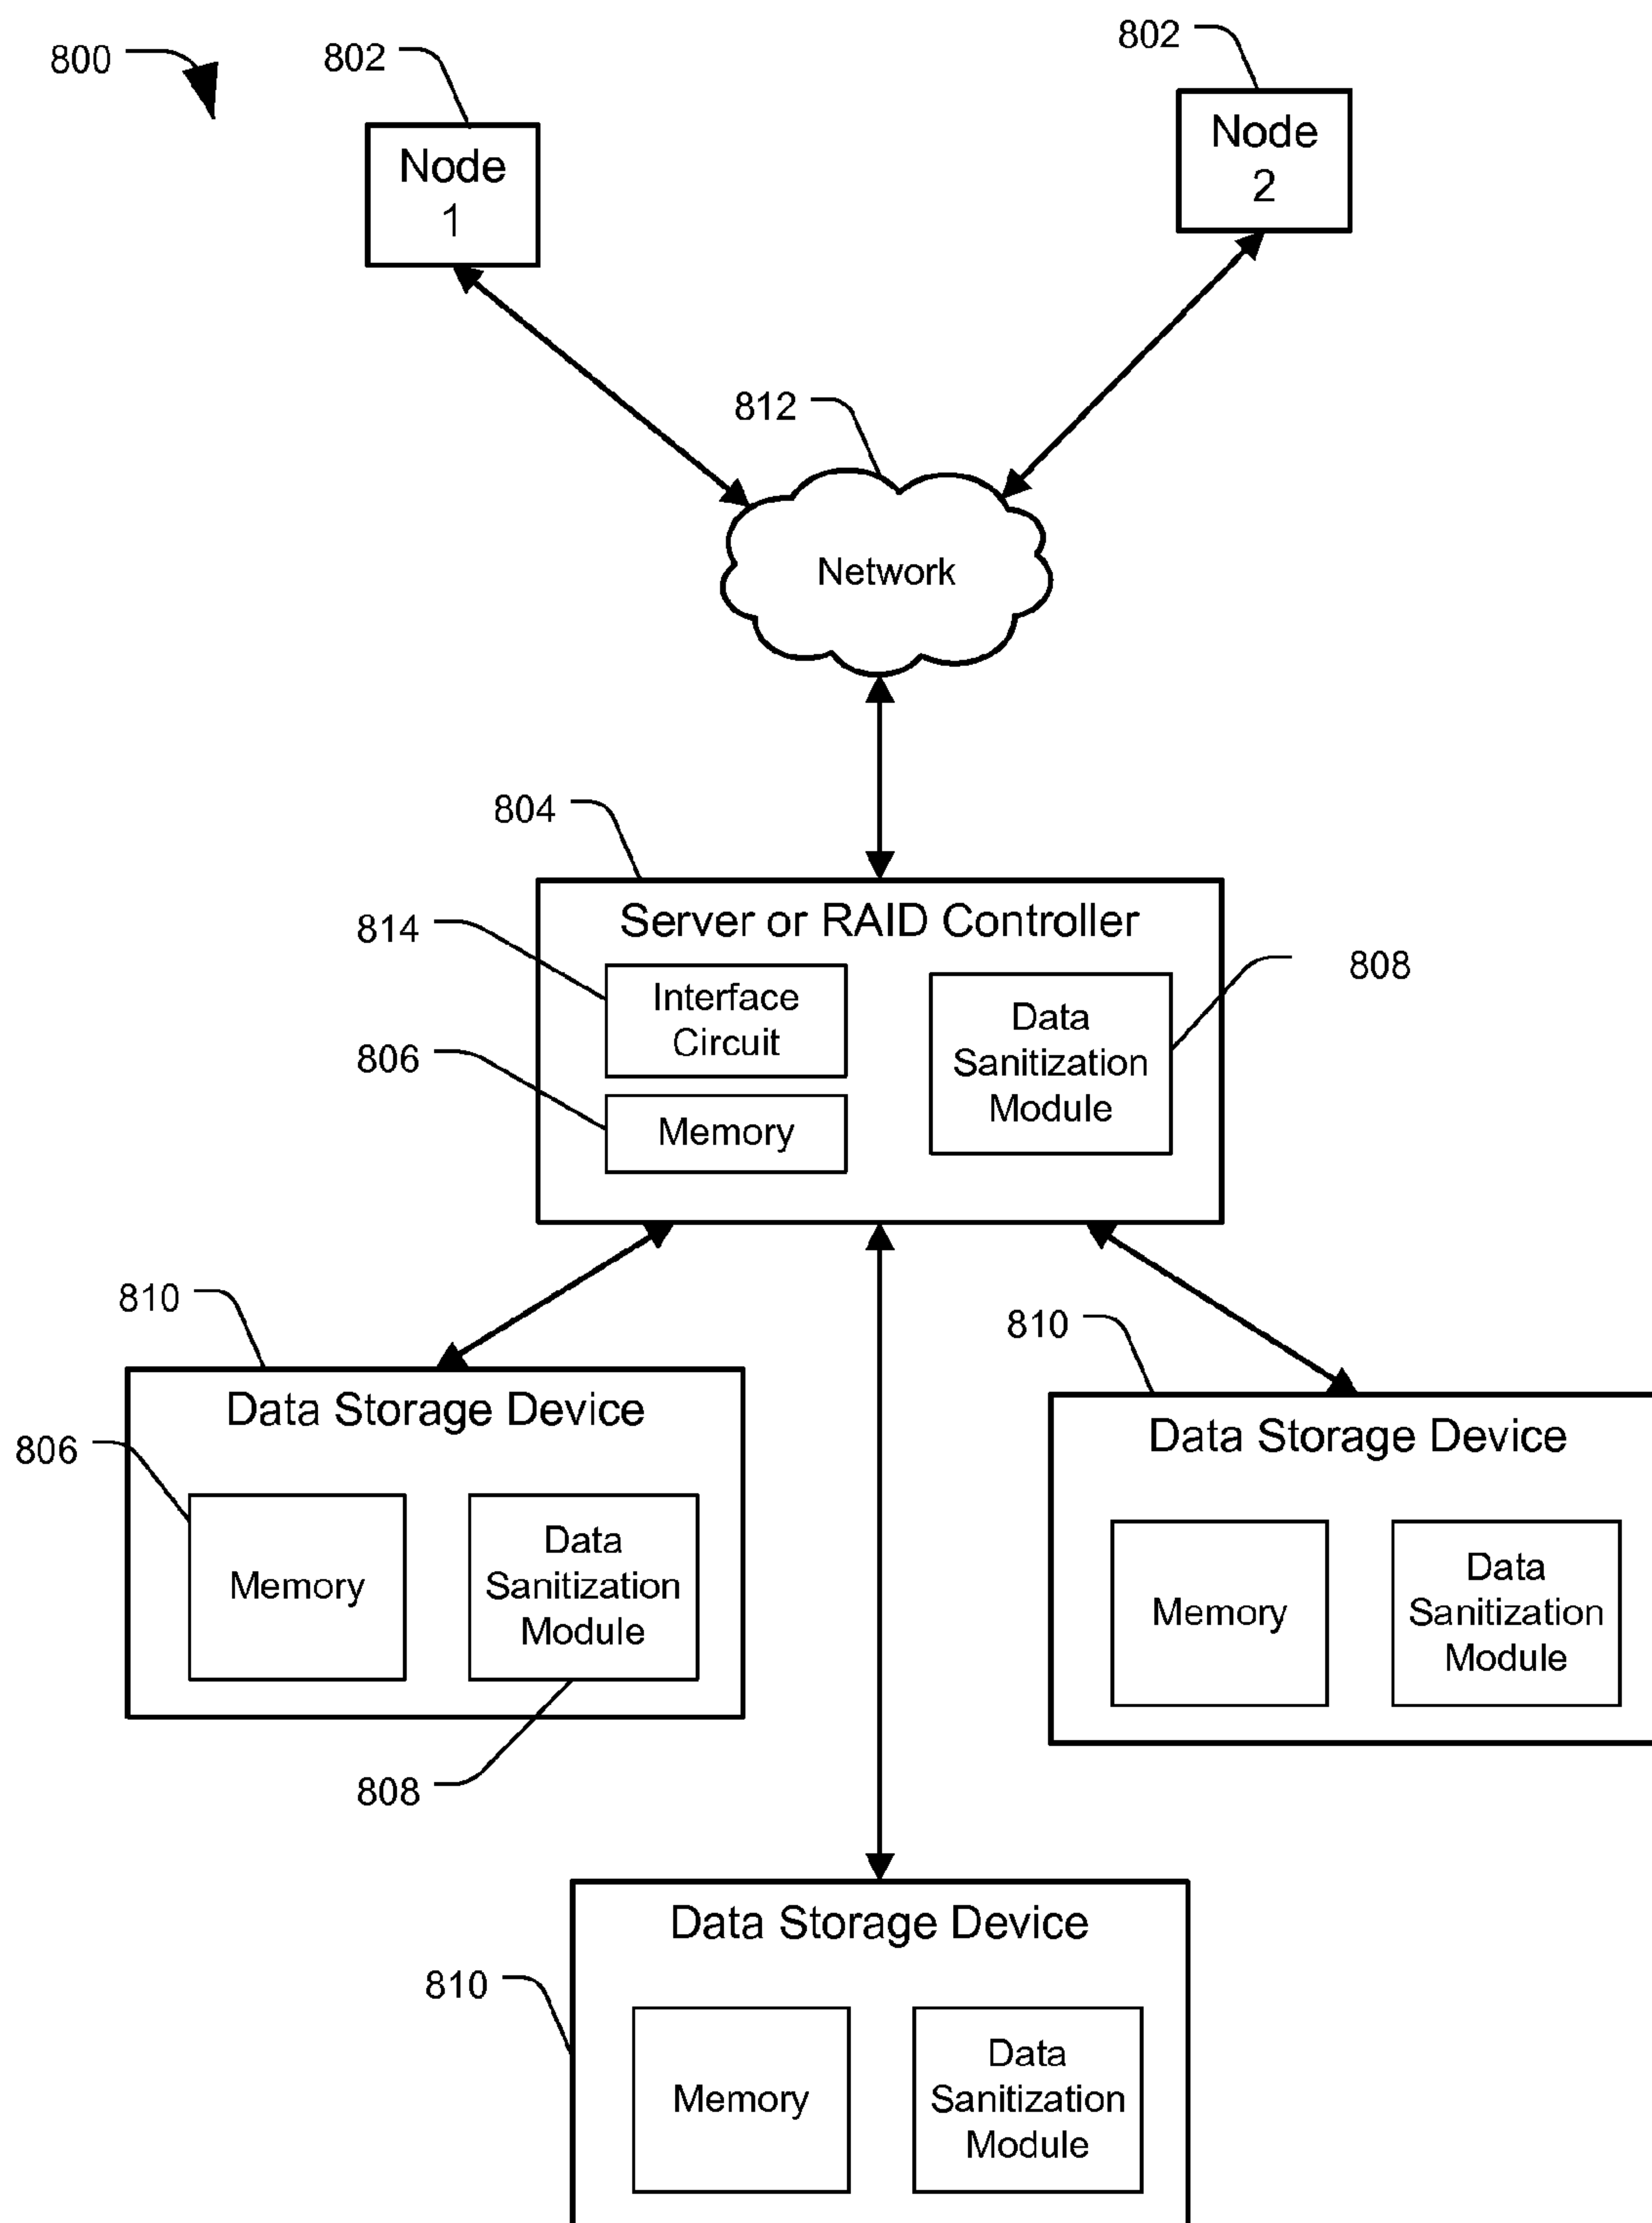 800
802
802
Node
1
Node
2
812
Network
804
Server or RAID Controller
814
Interface
Circuit
808
Data
Sanitization
Module
806
Memory
810
810
Data Storage Device
806
Memory
Data
Sanitization
Module
808
Data Storage Device
Memory
Data
Sanitization
Module
Data Storage Device
810
Memory
Data
Sanitization
Module